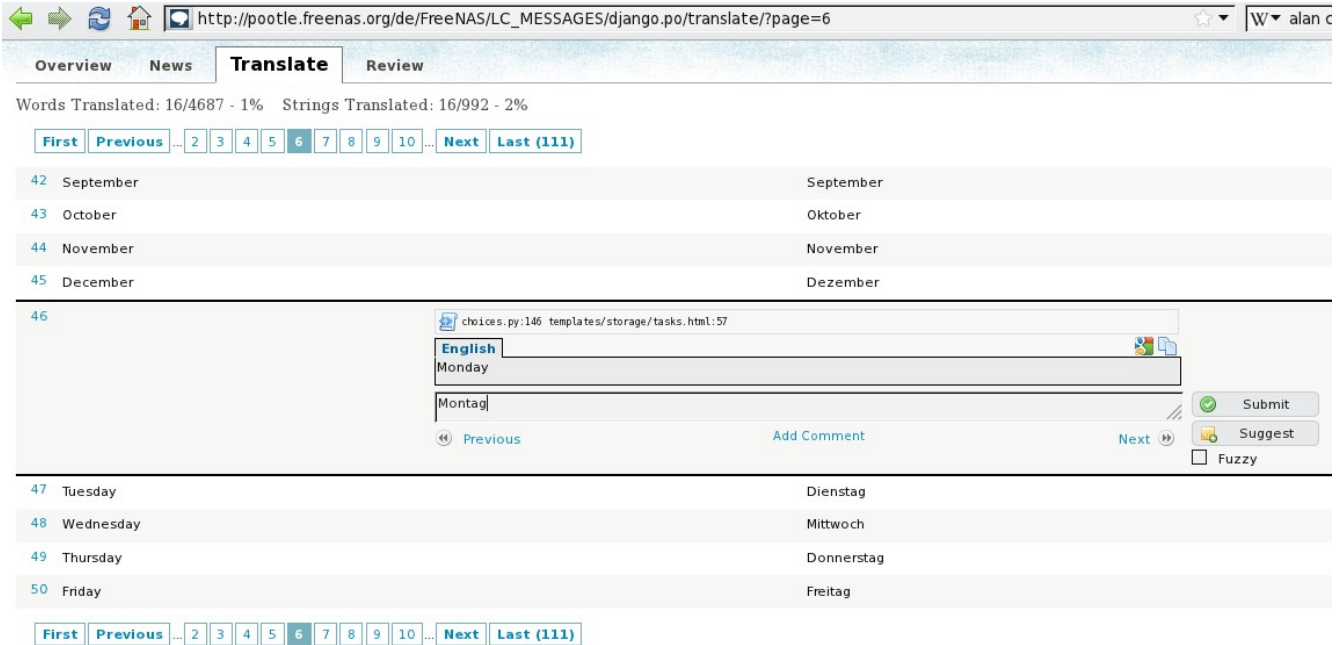 http://pootle.freenas.org/de/FreeNAS/LC_MESSAGES/django.po/translate/?page=6 W alan
Overview News Translate Review
Words Translated: 16/4687 - 1% Strings Translated: 16/992 - 2%
First Previous ... 2 3 4 5 6 7 8 9 10 ... Next Last (111)
42 September September
43 October Oktober
44 November November
45 December Dezember
46 choices.py:146 templates/storage/tasks.html:57
English
Monday
Montag Submit
Previous Add Comment Next Suggest
Fuzzy
47 Tuesday Dienstag
48 Wednesday Mittwoch
49 Thursday Donnerstag
50 Friday Freitag
First Previous ... 2 3 4 5 6 7 8 9 10 ... Next Last (111)